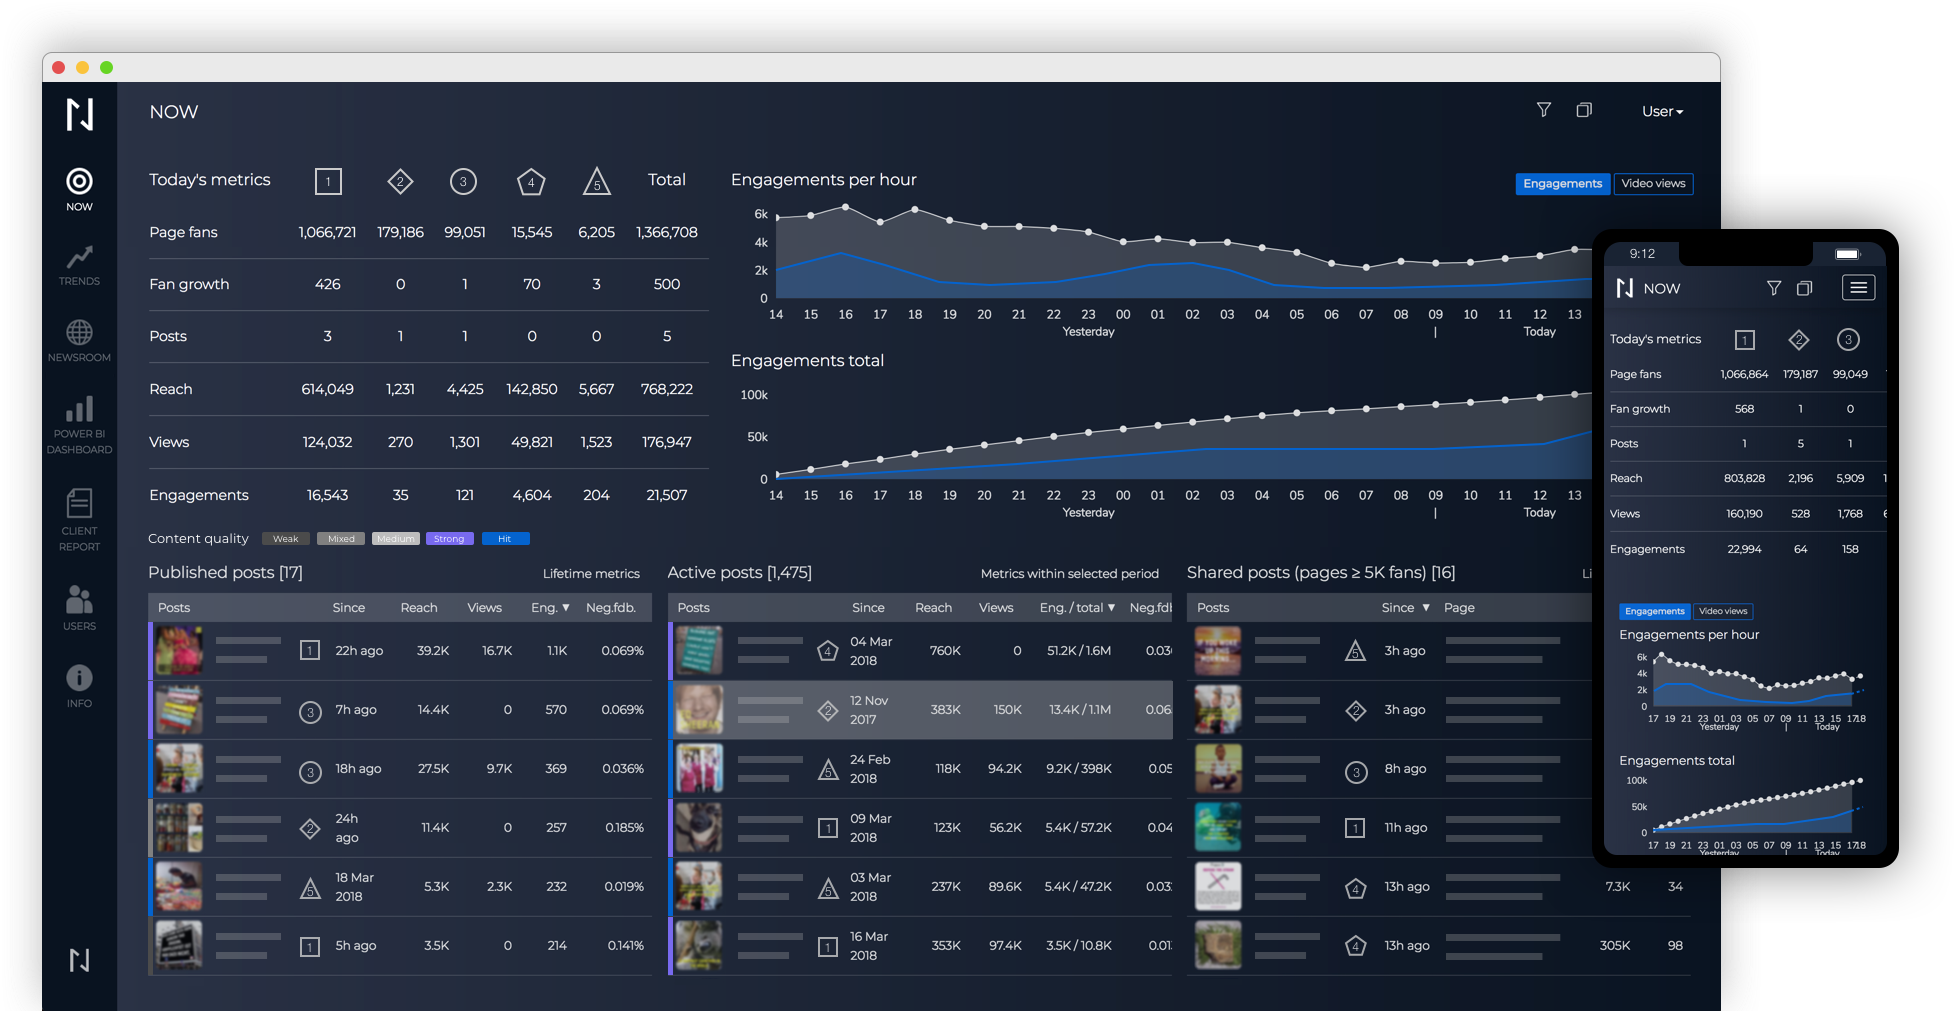 NOW
User
NOW
TRENDS
NEWSROOM
POWER BI
DASHBOARD
CLIENT
REPORT
USERS
INFO
Today's metrics 1 2 3 4 5 Total
Page fans 1,066,721 179,186 99,051 15,545 6,205 1,366,708
Fan growth 426 0 1 70 3 500
Posts 3 1 1 0 0 5
Reach 614,049 1,231 4,425 142,850 5,667 768,222
Views 124,032 270 1,301 49,821 1,523 176,947
Engagements 16,543 35 121 4,604 204 21,507
Engagements per hour
Engagements Video views
6k
4k
2k
0
14 15 16 17 18 19 20 21 22 23 00 01 02 03 04 05 06 07 08 09 10 11 12 13
Yesterday | Today
Engagements total
100k
50k
0
14 15 16 17 18 19 20 21 22 23 00 01 02 03 04 05 06 07 08 09 10 11 12 13
Yesterday | Today
Content quality Weak Mixed Medium Strong Hit
Published posts [17] Lifetime metrics
Posts Since Reach Views Eng. ▼ Neg.fdb.
1 22h ago 39.2K 16.7K 1.1K 0.069%
3 7h ago 14.4K 0 570 0.069%
3 18h ago 27.5K 9.7K 369 0.036%
2 24h
ago 11.4K 0 257 0.185%
5 18 Mar
2018 5.3K 2.3K 232 0.019%
1 5h ago 3.5K 0 214 0.141%
Active posts [1,475] Metrics within selected period
Posts Since Reach Views Eng. / total ▼ Neg.fdb
4 04 Mar
2018 760K 0 51.2K / 1.6M 0.03
2 12 Nov
2017 383K 150K 13.4K / 1.1M 0.06
5 24 Feb
2018 118K 94.2K 9.2K / 398K 0.05
1 09 Mar
2018 123K 56.2K 5.4K / 57.2K 0.04
5 03 Mar
2018 237K 89.6K 5.4K / 47.2K 0.03
1 16 Mar
2018 353K 97.4K 3.5K / 10.8K 0.01
Shared posts (pages ≥ 5K fans) [16] Li
Posts Since ▼ Page
5 3h ago
2 3h ago
3 8h ago
1 11h ago
4 13h ago 7.3K 34
4 13h ago 305K 98
9:12
NOW
Today's metrics 1 2 3
Page fans 1,066,864 179,187 99,049
Fan growth 568 1 0
Posts 1 5 1
Reach 803,828 2,196 5,909 1
Views 160,190 528 1,768
Engagements 22,994 64 158
Engagements Video views
Engagements per hour
6k
4k
2k
0
17 19 21 23 01 03 05 07 09 11 13 15 17 18
Yesterday | Today
Engagements total
100k
50k
0
17 19 21 23 01 03 05 07 09 11 13 15 17 18
Yesterday Today